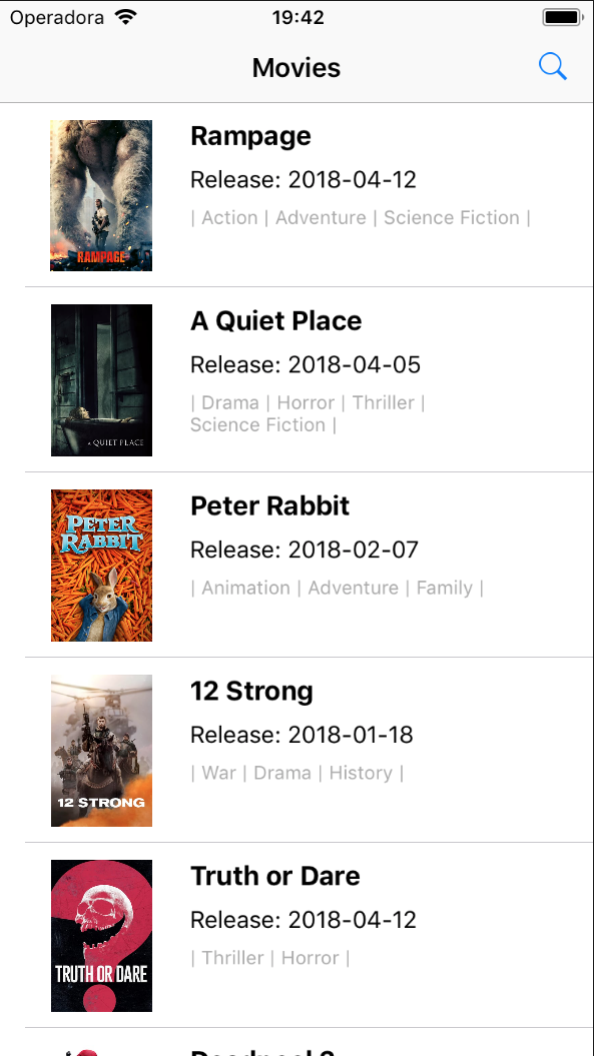 Operadora 19:42
Movies
RAMPAGE
Rampage
Release: 2018-04-12
| Action | Adventure | Science Fiction |
A QUIET PLACE
A Quiet Place
Release: 2018-04-05
| Drama | Horror | Thriller |
Science Fiction |
PETER
RABBIT
Peter Rabbit
Release: 2018-02-07
| Animation | Adventure | Family |
12 STRONG
12 Strong
Release: 2018-01-18
| War | Drama | History |
TRUTH OR DARE
Truth or Dare
Release: 2018-04-12
| Thriller | Horror |